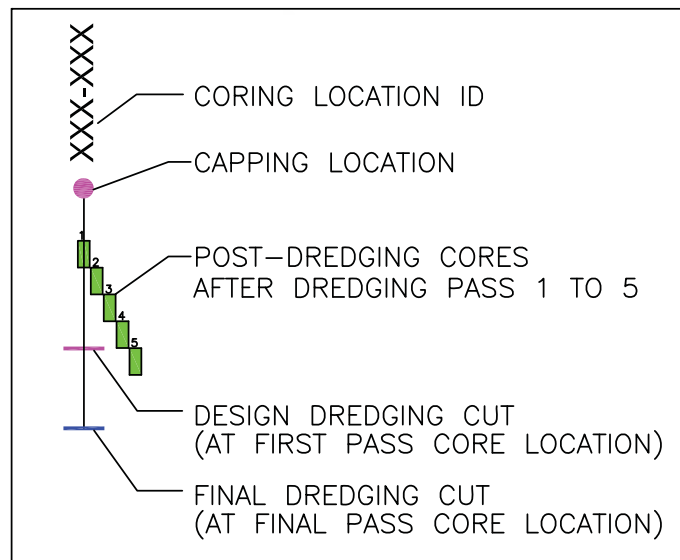 XXX-XXX
CORING LOCATION ID
CAPPING LOCATION
1
2
3
4
5
POST-DREDGING CORES
AFTER DREDGING PASS 1 TO 5
DESIGN DREDGING CUT
(AT FIRST PASS CORE LOCATION)
FINAL DREDGING CUT
(AT FINAL PASS CORE LOCATION)